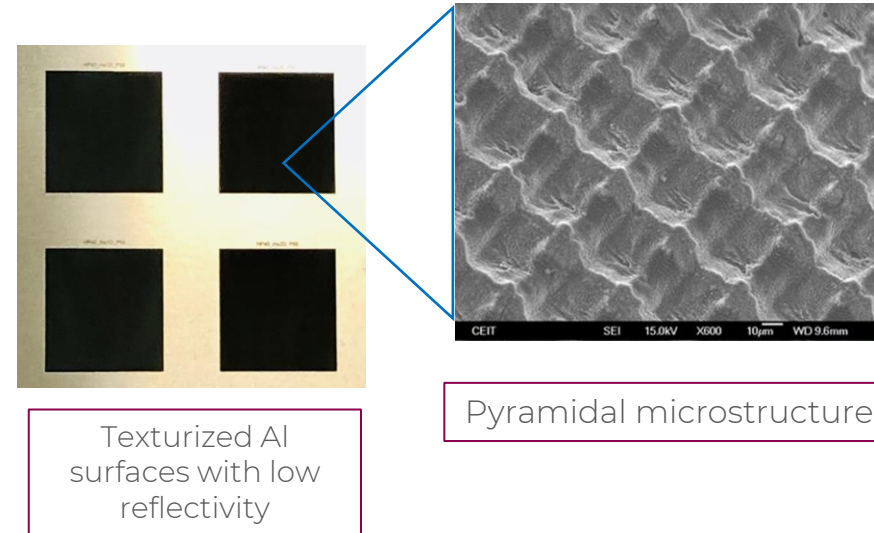 CEIT SEI 15.0kV X600 10µm WD 9.6mm
Pyramidal microstructure
Texturized Al
surfaces with low
reflectivity